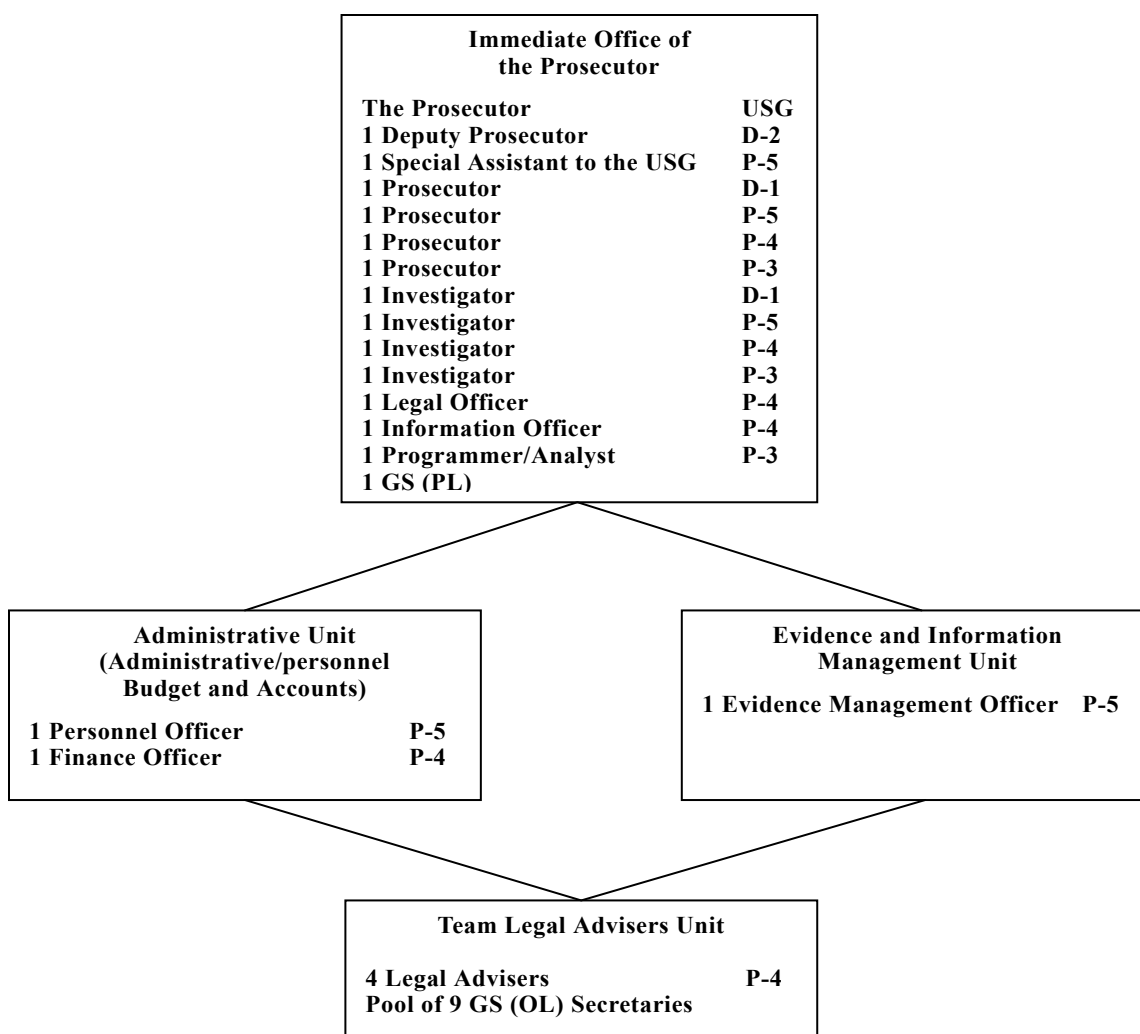 Immediate Office of
the Prosecutor
The Prosecutor USG
1 Deputy Prosecutor D-2
1 Special Assistant to the USG P-5
1 Prosecutor D-1
1 Prosecutor P-5
1 Prosecutor P-4
1 Prosecutor P-3
1 Investigator D-1
1 Investigator P-5
1 Investigator P-4
1 Investigator P-3
1 Legal Officer P-4
1 Information Officer P-4
1 Programmer/Analyst P-3
1 GS (PL)
Administrative Unit
(Administrative/personnel
Budget and Accounts)
1 Personnel Officer P-5
1 Finance Officer P-4
Evidence and Information
Management Unit
1 Evidence Management Officer P-5
Team Legal Advisers Unit
4 Legal Advisers P-4
Pool of 9 GS (OL) Secretaries